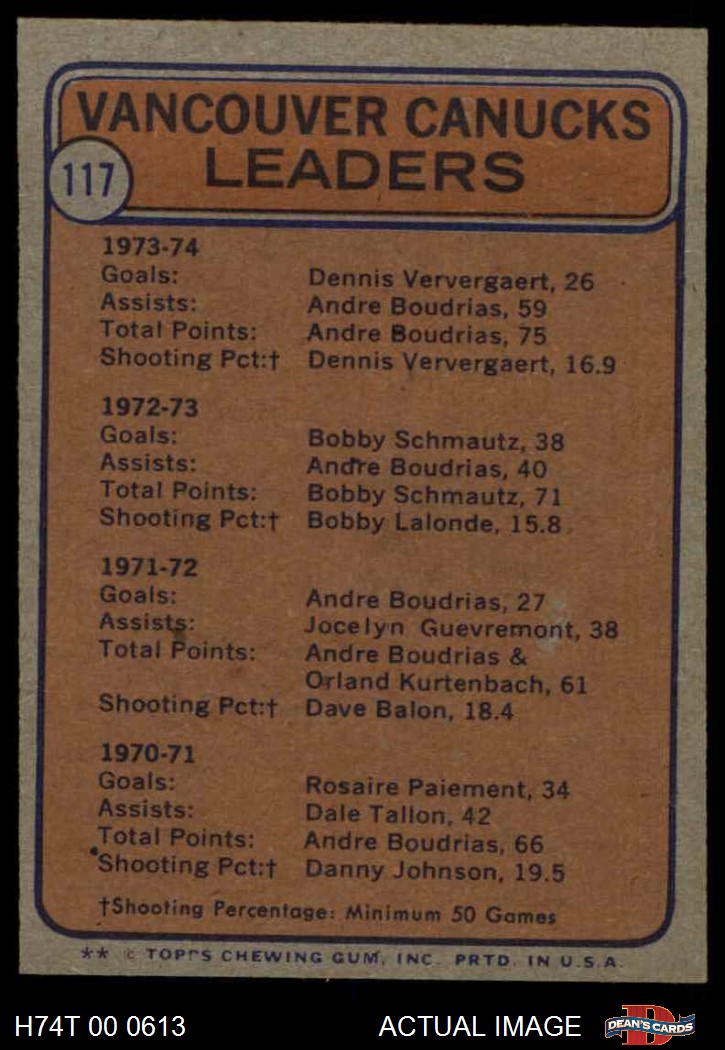 VANCOUVER CANUCKS
LEADERS
117
1973-74
Goals: Dennis Ververgaert, 26
Assists: Andre Boudrias, 59
Total Points: Andre Boudrias, 75
Shooting Pct:† Dennis Ververgaert, 16.9
1972-73
Goals: Bobby Schmautz, 38
Assists: Andre Boudrias, 40
Total Points: Bobby Schmautz, 71
Shooting Pct:† Bobby Lalonde, 15.8
1971-72
Goals: Andre Boudrias, 27
Assists: Jocelyn Guevremont, 38
Total Points: Andre Boudrias &
Orland Kurtenbach, 61
Shooting Pct:† Dave Balon, 18.4
1970-71
Goals: Rosaire Paiement, 34
Assists: Dale Tallon, 42
Total Points: Andre Boudrias, 66
Shooting Pct:† Danny Johnson, 19.5
†Shooting Percentage: Minimum 50 Games
** © TOPPS CHEWING GUM, INC. PRTD. IN U.S.A.
H74T 00 0613 ACTUAL IMAGE
D
DEAN'S CARDS